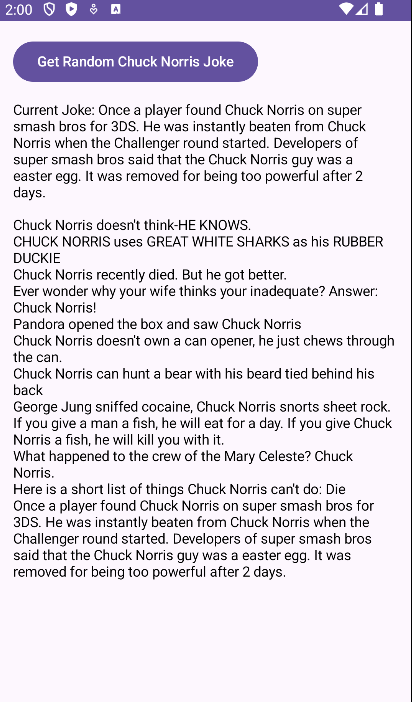 2:00
Get Random Chuck Norris Joke
Current Joke: Once a player found Chuck Norris on super
smash bros for 3DS. He was instantly beaten from Chuck
Norris when the Challenger round started. Developers of
super smash bros said that the Chuck Norris guy was a
easter egg. It was removed for being too powerful after 2
days.
Chuck Norris doesn't think-HE KNOWS.
CHUCK NORRIS uses GREAT WHITE SHARKS as his RUBBER
DUCKIE
Chuck Norris recently died. But he got better.
Ever wonder why your wife thinks your inadequate? Answer:
Chuck Norris!
Pandora opened the box and saw Chuck Norris
Chuck Norris doesn't own a can opener, he just chews through
the can.
Chuck Norris can hunt a bear with his beard tied behind his
back
George Jung sniffed cocaine, Chuck Norris snorts sheet rock.
If you give a man a fish, he will eat for a day. If you give Chuck
Norris a fish, he will kill you with it.
What happened to the crew of the Mary Celeste? Chuck
Norris.
Here is a short list of things Chuck Norris can't do: Die
Once a player found Chuck Norris on super smash bros for
3DS. He was instantly beaten from Chuck Norris when the
Challenger round started. Developers of super smash bros
said that the Chuck Norris guy was a easter egg. It was
removed for being too powerful after 2 days.